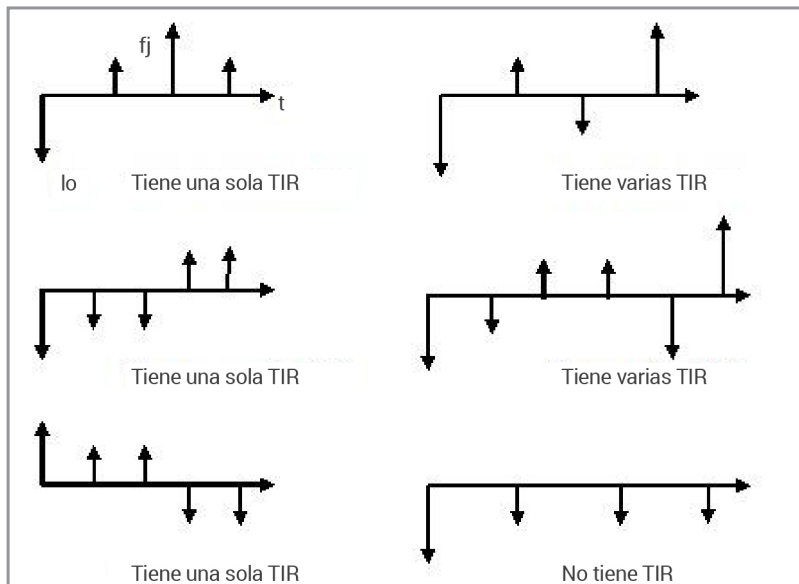 fj
t
lo
Tiene una sola TIR
Tiene varias TIR
Tiene una sola TIR
Tiene varias TIR
Tiene una sola TIR
No tiene TIR